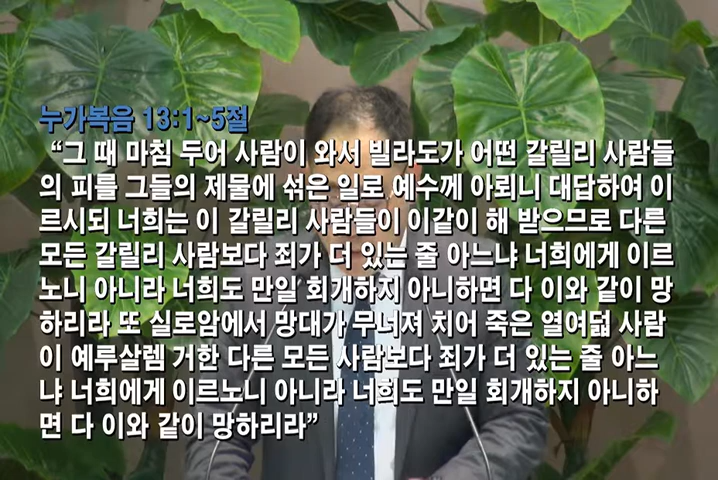 누가복음 13:1~5절
“그 때 마침 두어 사람이 와서 빌라도가 어떤 갈릴리 사람들
의 피를 그들의 제물에 섞은 일로 예수께 아뢰니 대답하여 이
르시되 너희는 이 갈릴리 사람들이 이같이 해 받으므로 다른
모든 갈릴리 사람보다 죄가 더 있는 줄 아느냐 너희에게 이르
노니 아니라 너희도 만일 회개하지 아니하면 다 이와 같이 망
하리라 또 실로암에서 망대가 무너져 치어 죽은 열여덟 사람
이 예루살렘 거한 다른 모든 사람보다 죄가 더 있는 줄 아느
냐 너희에게 이르노니 아니라 너희도 만일 회개하지 아니하
면 다 이와 같이 망하리라”